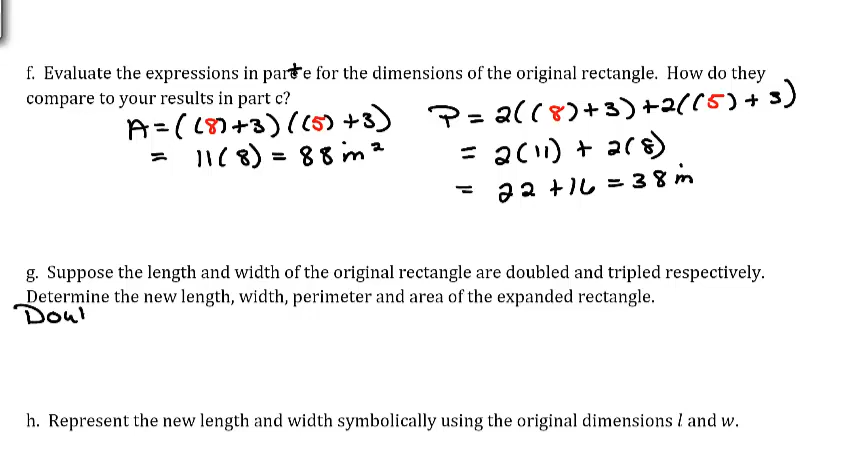 f. Evaluate the expressions in part e for the dimensions of the original rectangle. How do they
compare to your results in part c?
A = ((8)+3)((5)+3)
= 11(8) = 88 in²
P = 2((8)+3)+2((5)+3)
= 2(11) + 2(8)
= 22 + 16 = 38 in
g. Suppose the length and width of the original rectangle are doubled and tripled respectively.
Determine the new length, width, perimeter and area of the expanded rectangle.
h. Represent the new length and width symbolically using the original dimensions l and w.